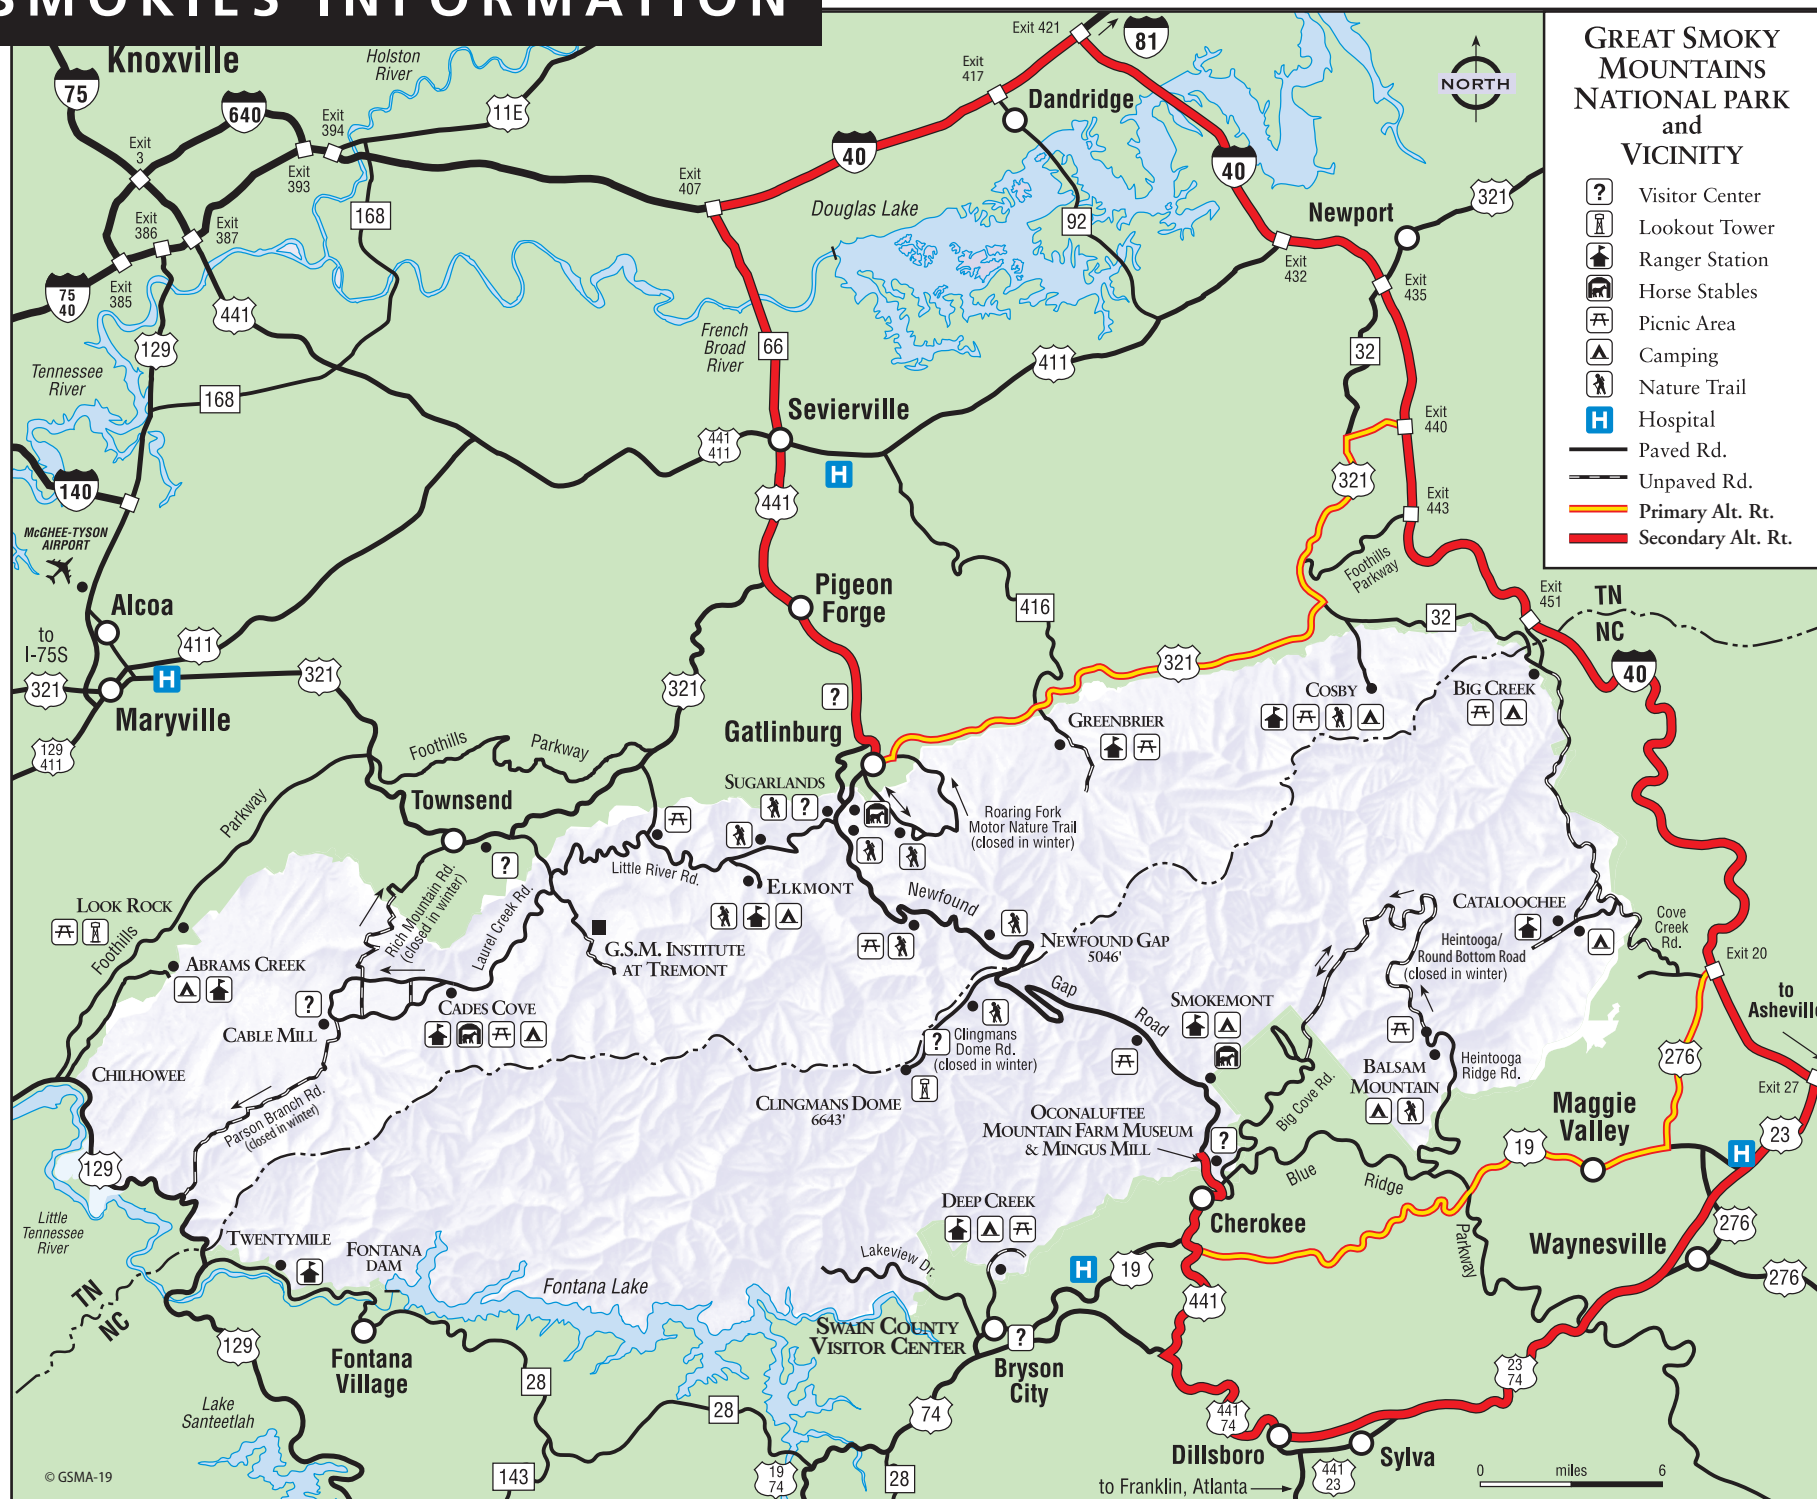 SMOKIES INFORMATION
GREAT SMOKY
MOUNTAINS
NATIONAL PARK
and
VICINITY
? Visitor Center
Lookout Tower
Ranger Station
Horse Stables
Picnic Area
Camping
Nature Trail
H Hospital
Paved Rd.
Unpaved Rd.
Primary Alt. Rt.
Secondary Alt. Rt.
NORTH
Knoxville
Holston
River
75
640
Exit
394
11E
Exit
3
Exit
393
168
Exit
386
Exit
387
Exit
385
75
40
441
129
Tennessee
River
168
140
McGHEE-TYSON
AIRPORT
Alcoa
to
I-75S
321
411
H
321
Maryville
129
411
Exit 421
81
Exit
417
Dandridge
40
40
Exit
407
Douglas Lake
92
Newport
321
Exit
432
Exit
435
French
Broad
River
66
411
32
Sevierville
441
411
H
441
Exit
440
321
Exit
443
Foothills
Parkway
Exit
451
TN
NC
32
40
Pigeon
Forge
416
321
321
?
Gatlinburg
Foothills
Parkway
Townsend
?
Parkway
Foothills
LOOK ROCK
ABRAMS CREEK
Rich Mountain Rd.
(closed in winter)
Laurel Creek Rd.
Little River Rd.
SUGARLANDS
?
ELKMONT
G.S.M. INSTITUTE
AT TREMONT
?
CABLE MILL
CADES COVE
CHILHOWEE
Parson Branch Rd.
(closed in winter)
GREENBRIER
COSBY
BIG CREEK
Roaring Fork
Motor Nature Trail
(closed in winter)
Newfound
Gap
Road
NEWFOUND GAP
5046'
?
Clingmans
Dome Rd.
(closed in winter)
CLINGMANS DOME
6643'
SMOKEMONT
OCONALUFTEE
MOUNTAIN FARM MUSEUM
& MINGUS MILL
?
Big Cove Rd.
BALSAM
MOUNTAIN
Heintooga
Ridge Rd.
Heintooga/
Round Bottom Road
(closed in winter)
CATALOOCHEE
Cove
Creek
Rd.
Exit 20
to
Asheville
276
Exit 27
Maggie
Valley
19
H
23
Blue
Ridge
Parkway
Cherokee
Waynesville
276
276
129
Little
Tennessee
River
TWENTYMILE
FONTANA
DAM
TN
NC
Fontana Lake
Fontana
Village
129
Lake
Santeetlah
28
28
143
19
74
28
DEEP CREEK
Lakeview Dr.
H
19
SWAIN COUNTY
VISITOR CENTER
?
Bryson
City
74
441
441
74
23
74
Dillsboro
Sylva
to Franklin, Atlanta
441
23
0 miles 6
© GSMA-19